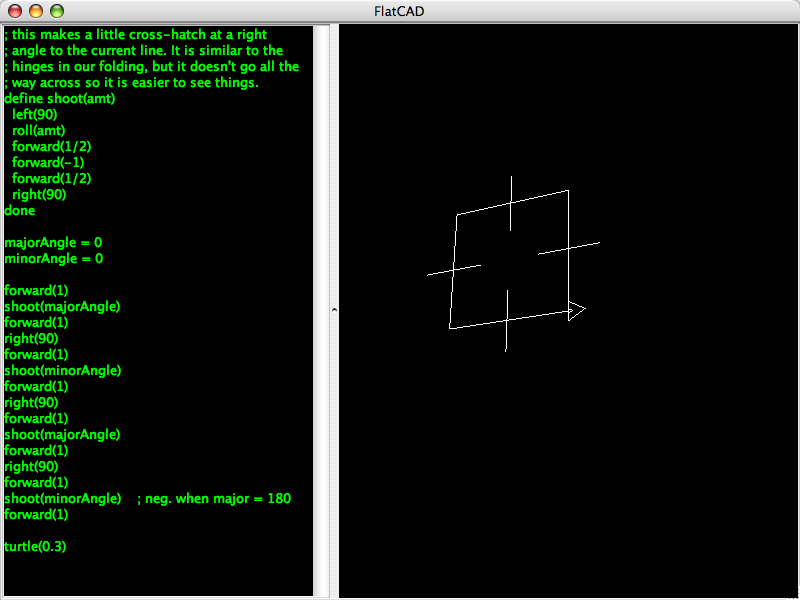 FlatCAD
; this makes a little cross-hatch at a right
; angle to the current line. It is similar to the
; hinges in our folding, but it doesn't go all the
; way across so it is easier to see things.
define shoot(amt)
left(90)
roll(amt)
forward(1/2)
forward(-1)
forward(1/2)
right(90)
done
majorAngle = 0
minorAngle = 0
forward(1)
shoot(majorAngle)
forward(1)
right(90)
forward(1)
shoot(minorAngle)
forward(1)
right(90)
forward(1)
shoot(majorAngle)
forward(1)
right(90)
forward(1)
shoot(minorAngle) ; neg. when major = 180
forward(1)
turtle(0.3)